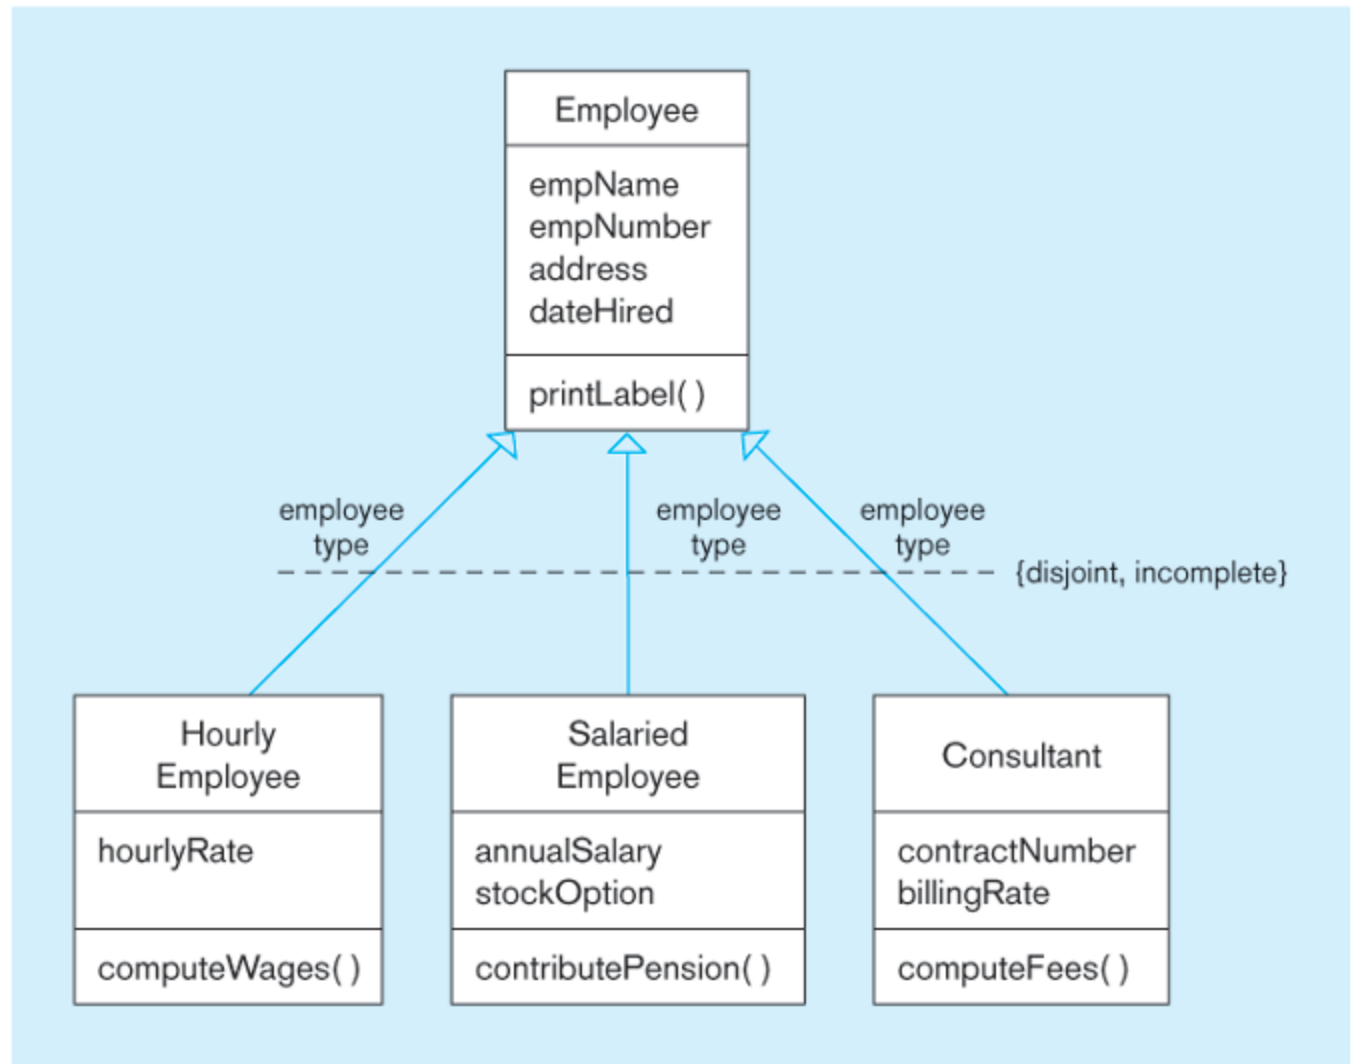 Employee
empName
empNumber
address
dateHired
printLabel( )
employee
type
employee
type
employee
type
{disjoint, incomplete}
Hourly
Employee
hourlyRate
computeWages( )
Salaried
Employee
annualSalary
stockOption
contributePension( )
Consultant
contractNumber
billingRate
computeFees( )